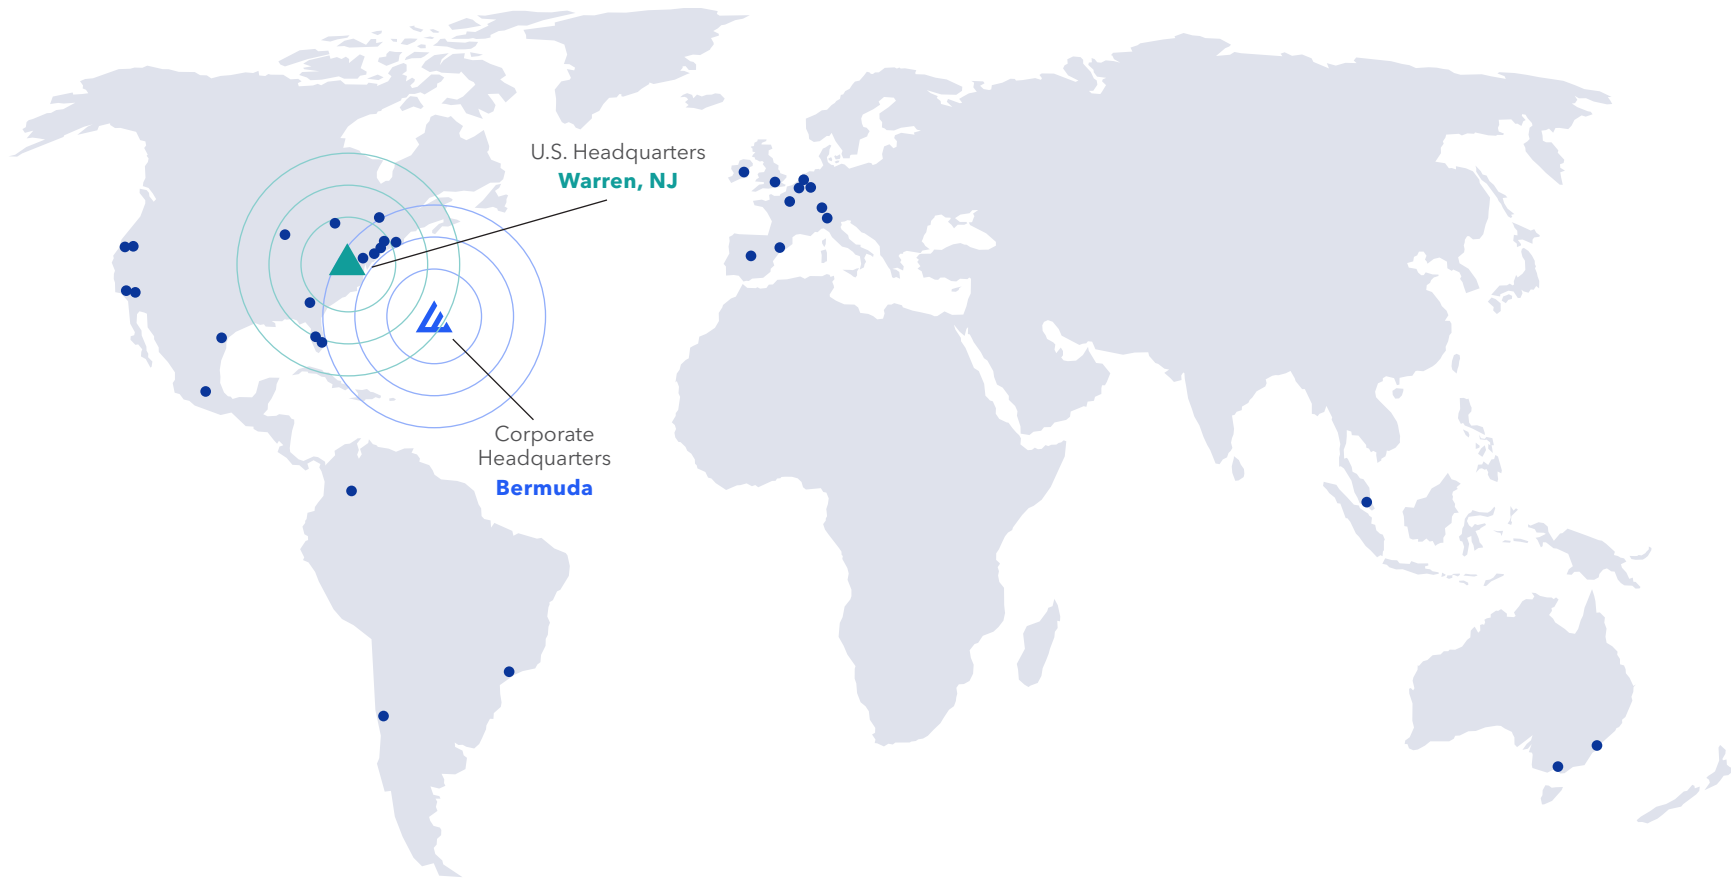 U.S. Headquarters
Warren, NJ
Corporate
Headquarters
Bermuda